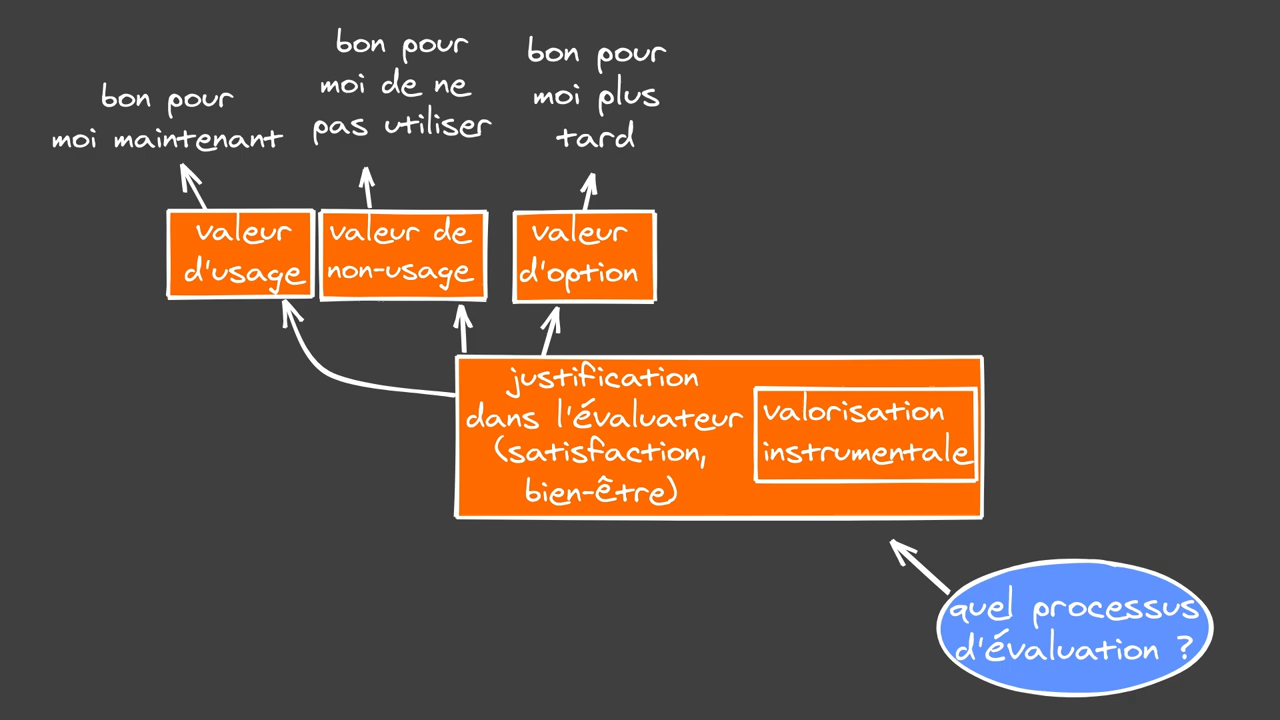 bon pour
moi maintenant
bon pour
moi de ne
pas utiliser
bon pour
moi plus
tard
valeur
d'usage
valeur de
non-usage
valeur
d'option
justification
dans l'évaluateur
(satisfaction,
bien-être)
valorisation
instrumentale
quel processus
d'évaluation ?